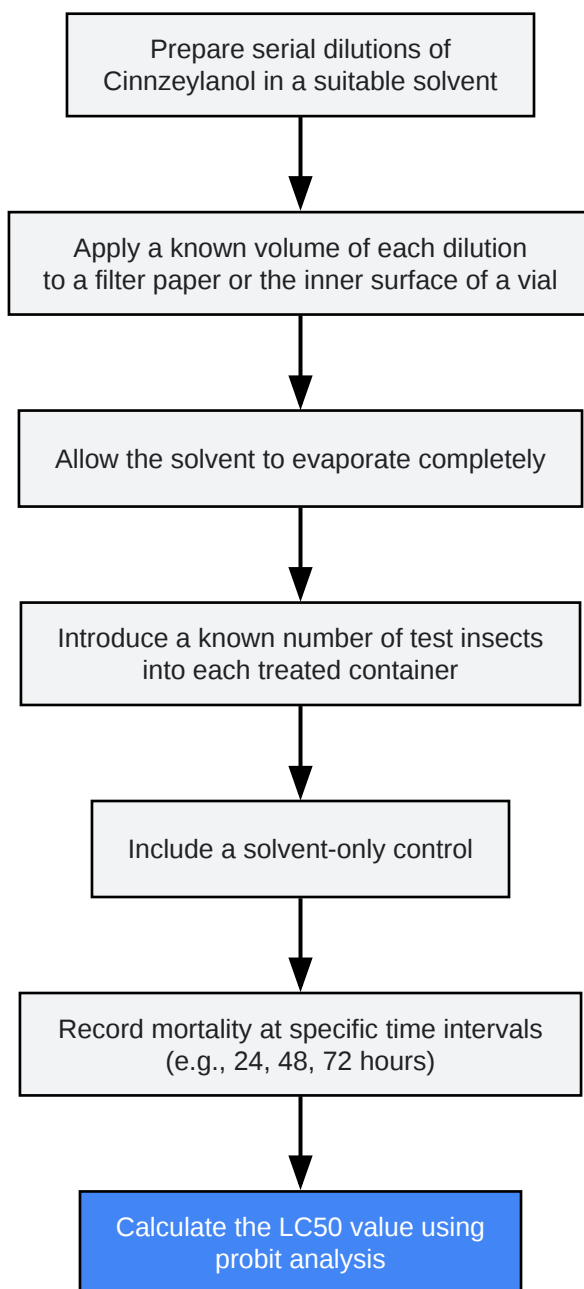 Prepare serial dilutions of
Cinnzeylanol in a suitable solvent
Apply a known volume of each dilution
to a filter paper or the inner surface of a vial
Allow the solvent to evaporate completely
Introduce a known number of test insects
into each treated container
Include a solvent-only control
Record mortality at specific time intervals
(e.g., 24, 48, 72 hours)
Calculate the LC50 value using
probit analysis